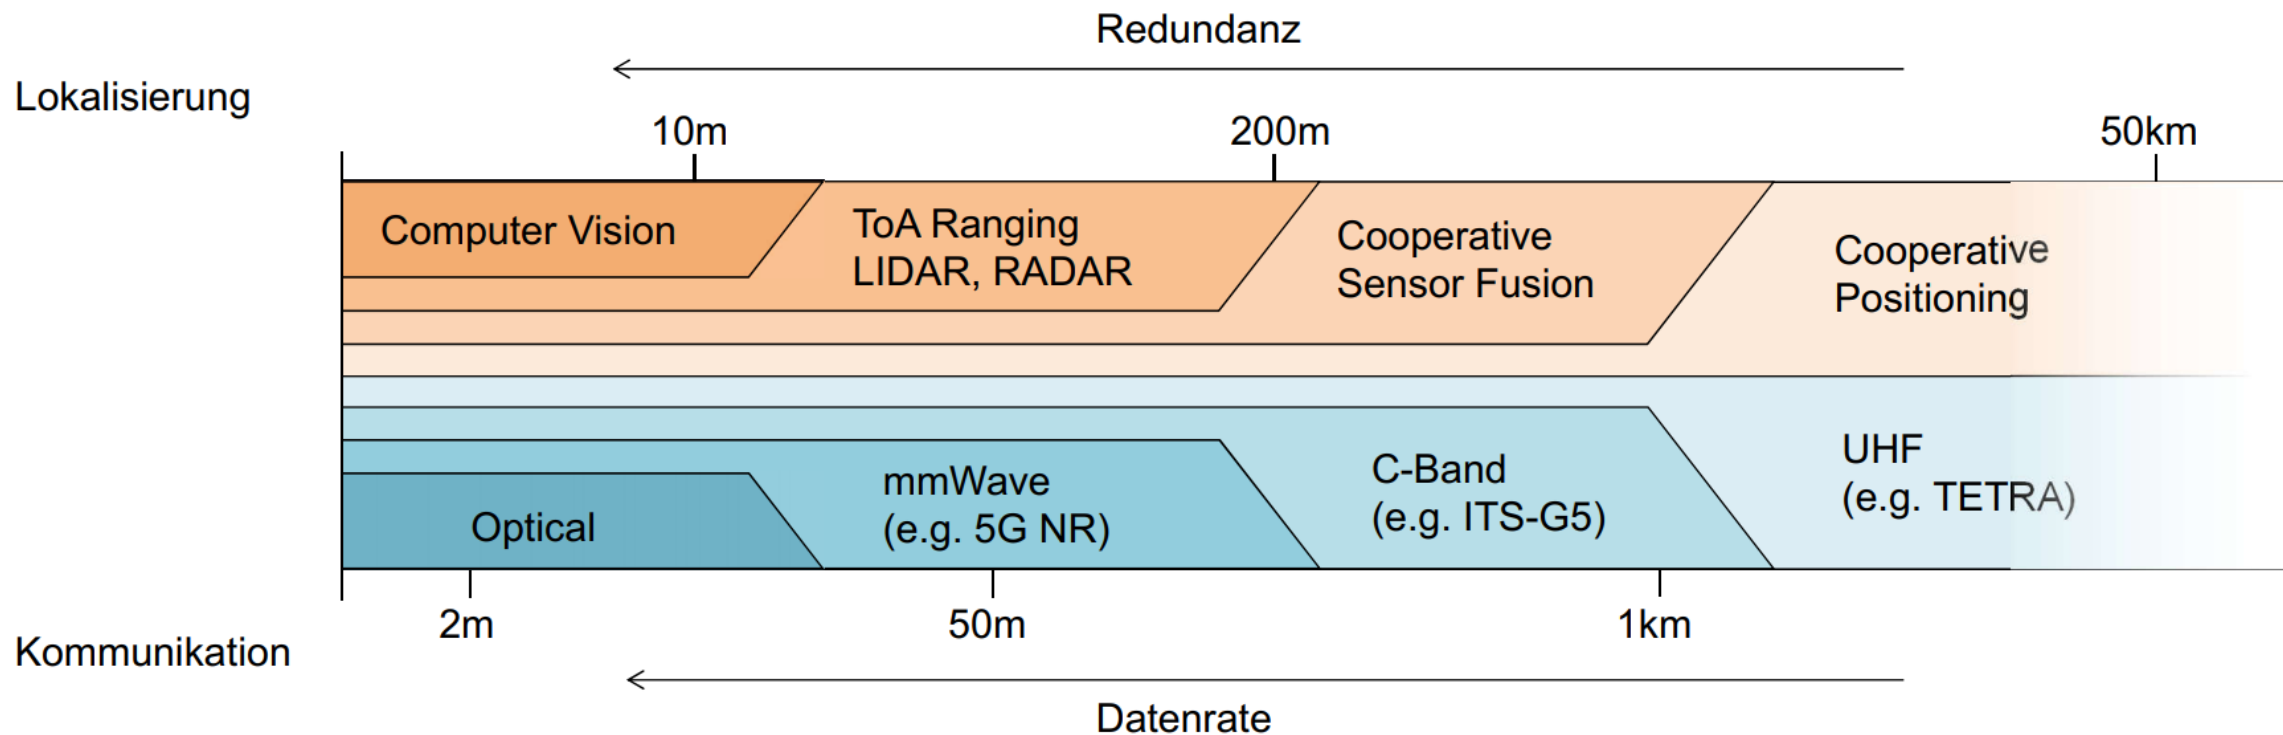 Redundanz
Lokalisierung
10m
200m
50km
Computer Vision
ToA Ranging
LIDAR, RADAR
Cooperative
Sensor Fusion
Cooperative
Positioning
Optical
mmWave
(e.g. 5G NR)
C-Band
(e.g. ITS-G5)
UHF
(e.g. TETRA)
2m
50m
1km
Kommunikation
Datenrate